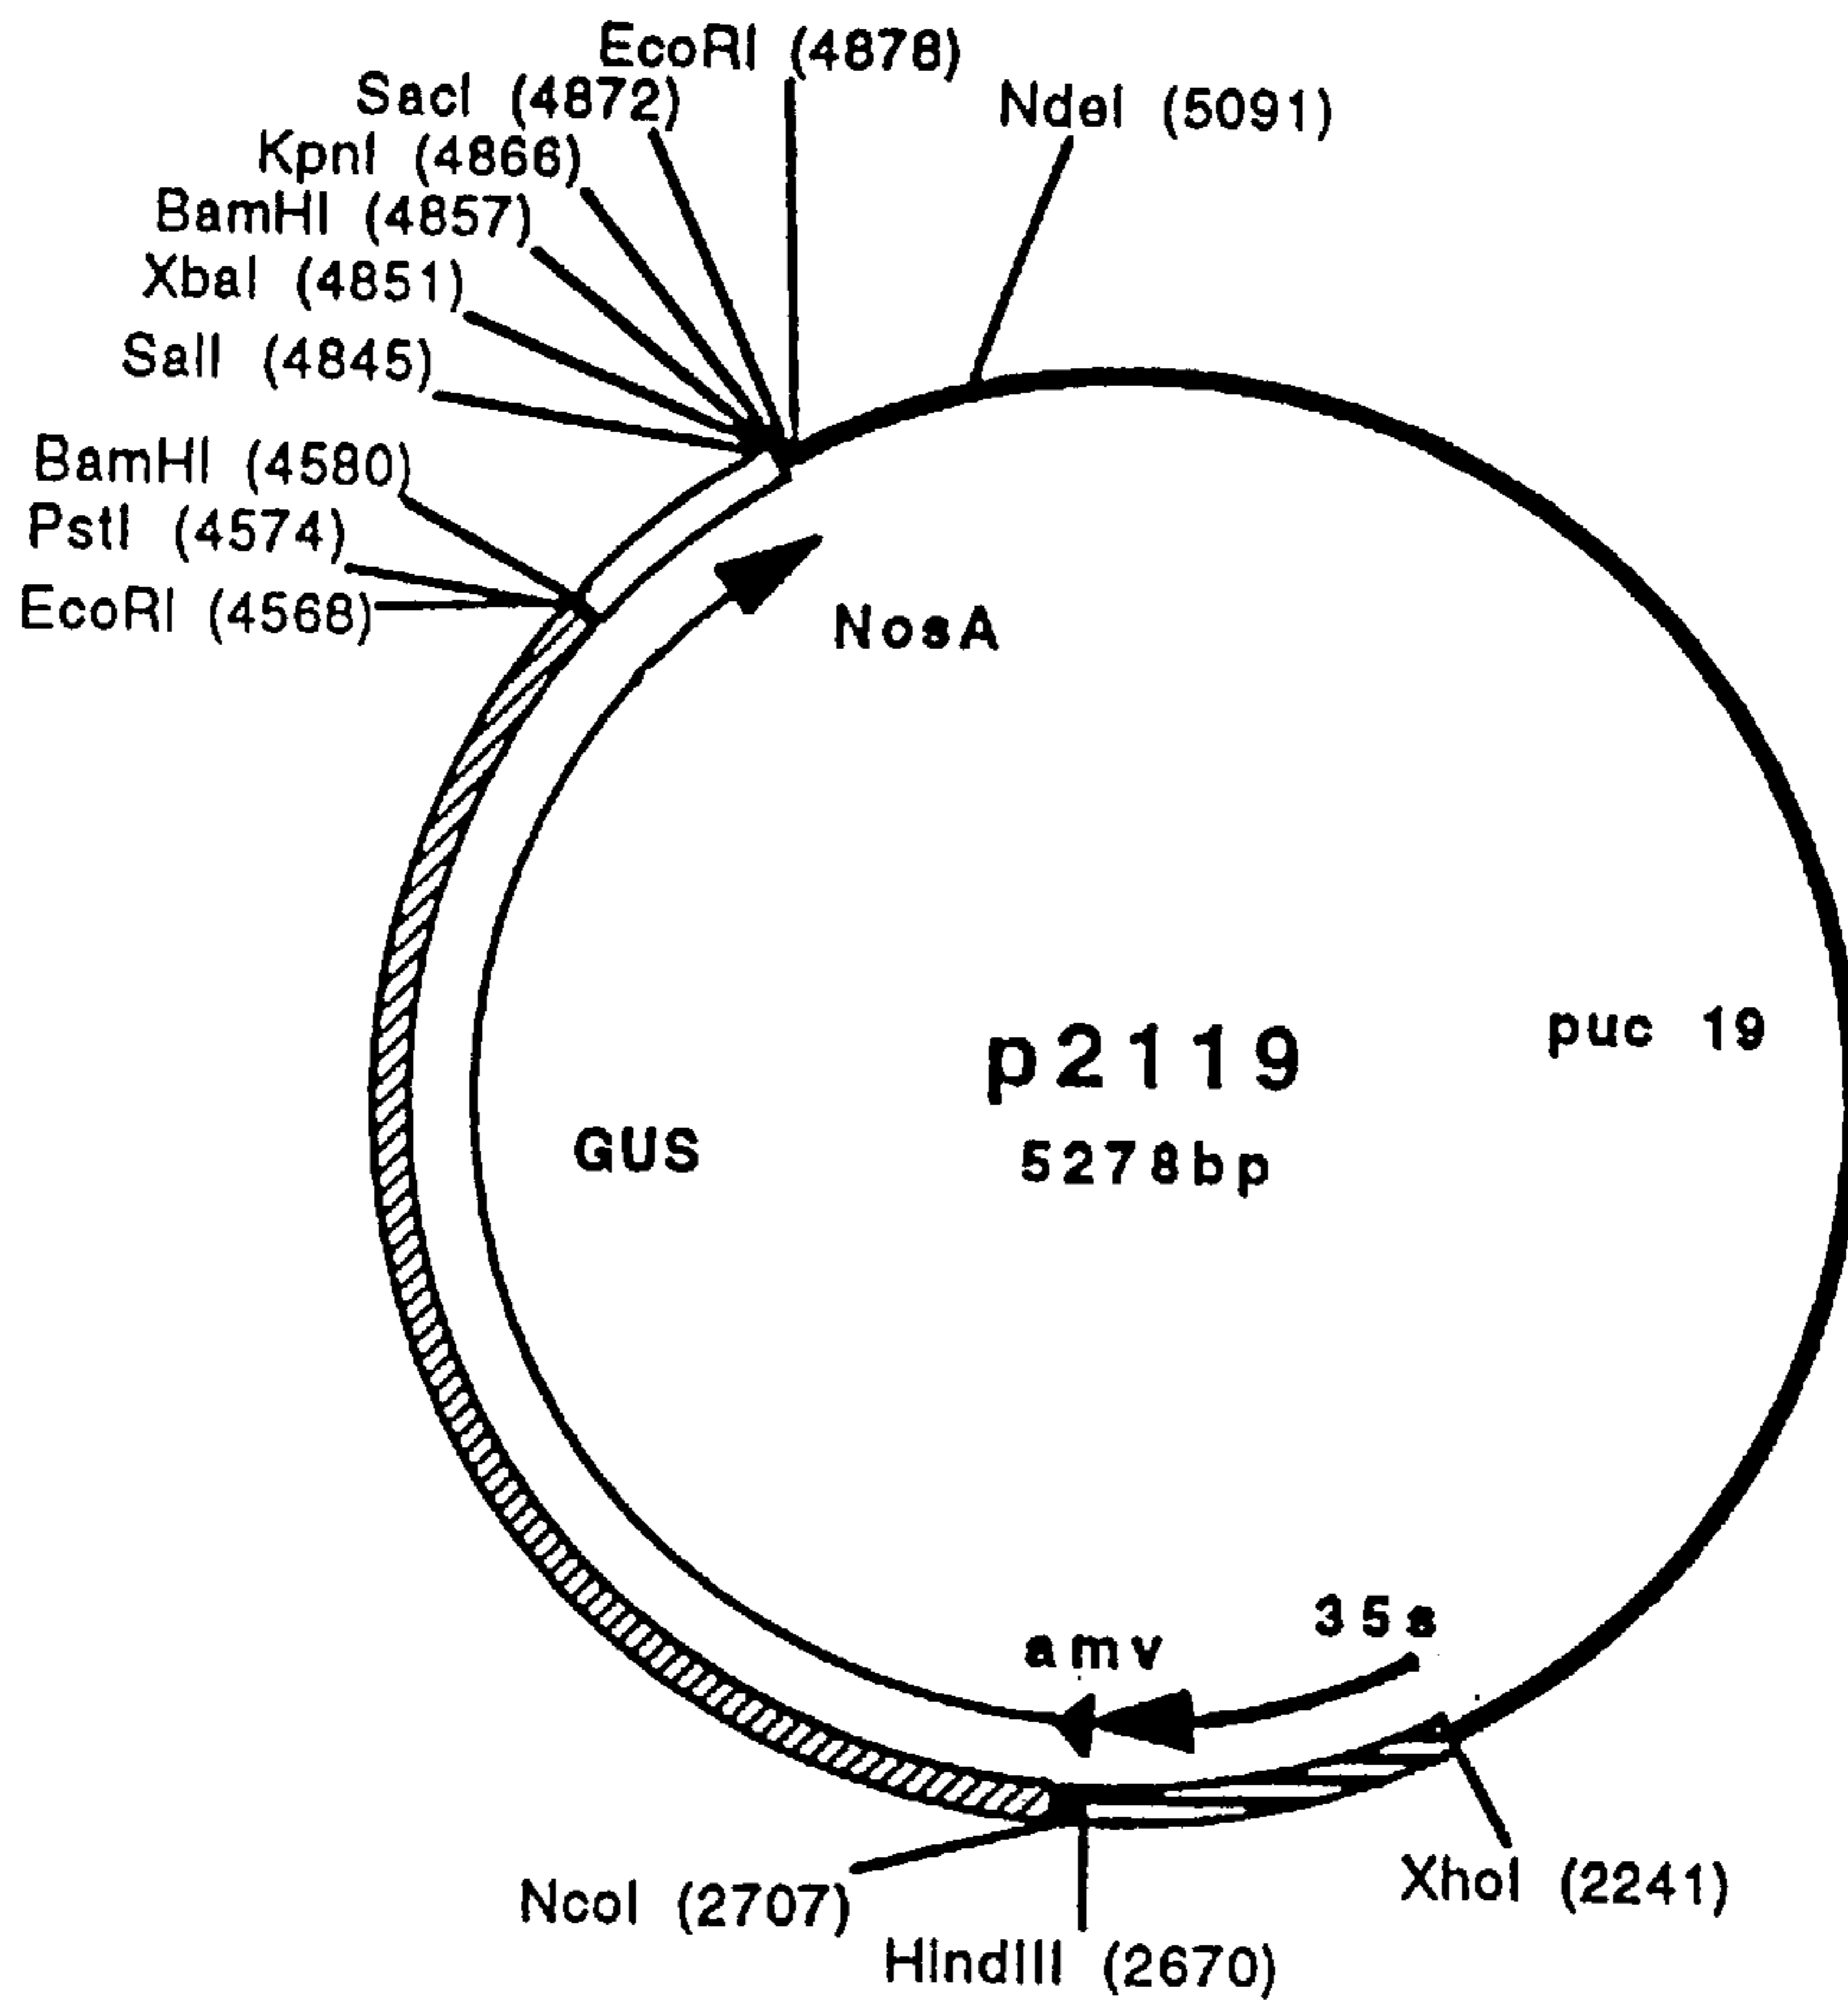 EcoRI (4878)
SacI (4872)
NdeI (5091)
KpnI (4866)
BamHI (4857)
XbaI (4851)
SalI (4845)
BamHI (4580)
PstI (4574)
EcoRI (4568)
NosA
p2119
puc 19
GUS
5278bp
35s
amv
XhoI (2241)
NcoI (2707)
HindIII (2670)